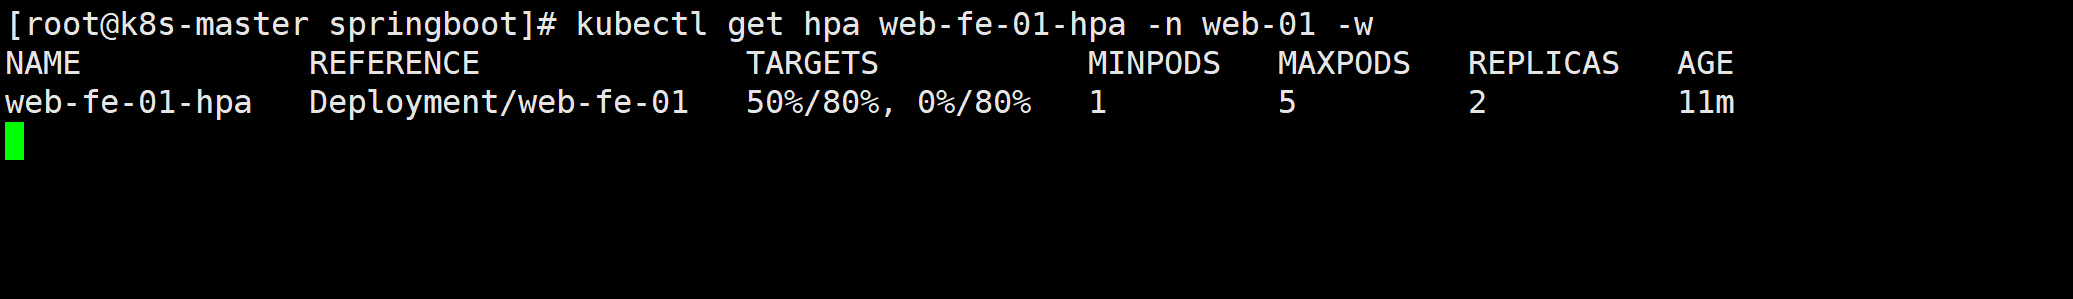 [root@k8s-master springboot]# kubectl get hpa web-fe-01-hpa -n web-01 -w
NAME            REFERENCE              TARGETS           MINPODS   MAXPODS   REPLICAS   AGE
web-fe-01-hpa   Deployment/web-fe-01   50%/80%, 0%/80%   1         5         2          11m